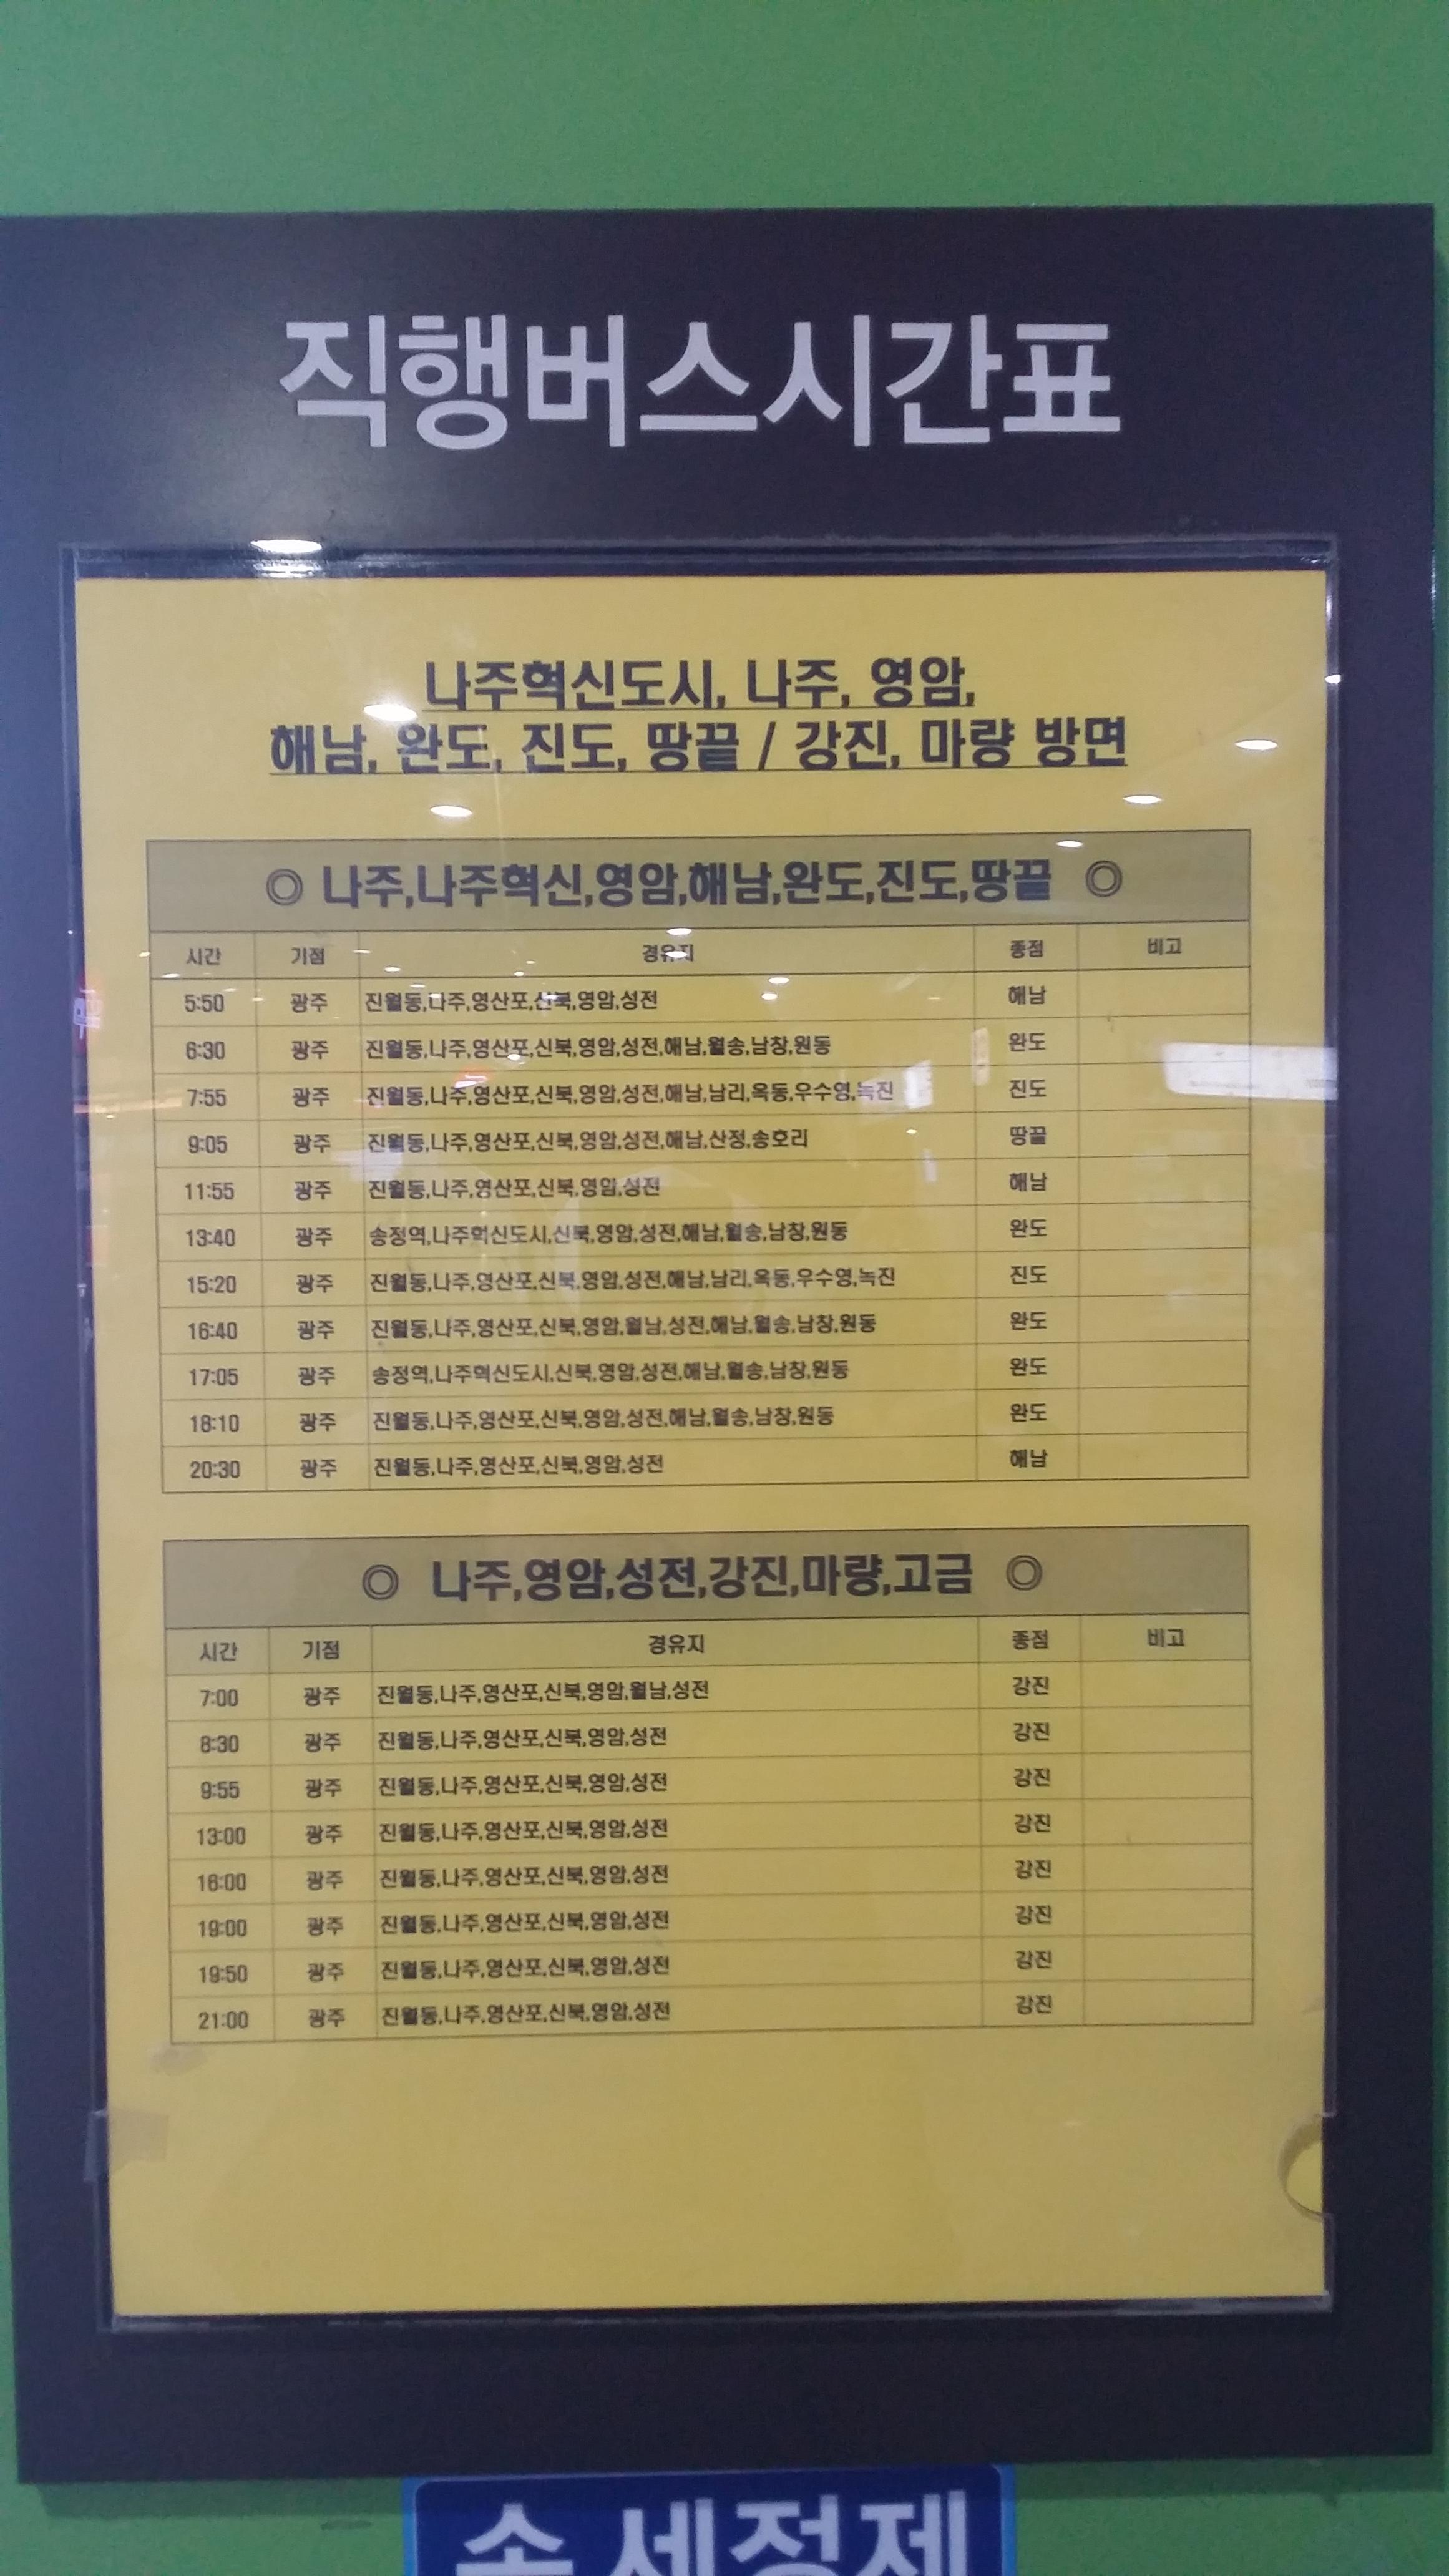 직행버스시간표
나주혁신도시, 나주, 영암,
해남, 완도, 진도, 땅끝 / 강진, 마량 방면
◎ 나주,나주혁신,영암,해남,완도,진도,땅끝 ◎
시간 기점 경유지 종점 비고
5:50 광주 진월동,나주,영산포,신북,영암,성전 해남
6:30 광주 진월동,나주,영산포,신북,영암,성전,해남,월송,남창,원동 완도
7:55 광주 진월동,나주,영산포,신북,영암,성전,해남,남리,옥동,우수영,녹진 진도
9:05 광주 진월동,나주,영산포,신북,영암,성전,해남,산정,송호리 땅끝
11:55 광주 진월동,나주,영산포,신북,영암,성전 해남
13:40 광주 송정역,나주혁신도시,신북,영암,성전,해남,월송,남창,원동 완도
15:20 광주 진월동,나주,영산포,신북,영암,성전,해남,남리,옥동,우수영,녹진 진도
16:40 광주 진월동,나주,영산포,신북,영암,월남,성전,해남,월송,남창,원동 완도
17:05 광주 송정역,나주혁신도시,신북,영암,성전,해남,월송,남창,원동 완도
18:10 광주 진월동,나주,영산포,신북,영암,성전,해남,월송,남창,원동 완도
20:30 광주 진월동,나주,영산포,신북,영암,성전 해남
◎ 나주,영암,성전,강진,마량,고금 ◎
시간 기점 경유지 종점 비고
7:00 광주 진월동,나주,영산포,신북,영암,월남,성전 강진
8:30 광주 진월동,나주,영산포,신북,영암,성전 강진
9:55 광주 진월동,나주,영산포,신북,영암,성전 강진
13:00 광주 진월동,나주,영산포,신북,영암,성전 강진
16:00 광주 진월동,나주,영산포,신북,영암,성전 강진
19:00 광주 진월동,나주,영산포,신북,영암,성전 강진
19:50 광주 진월동,나주,영산포,신북,영암,성전 강진
21:00 광주 진월동,나주,영산포,신북,영암,성전 강진
손 세정제